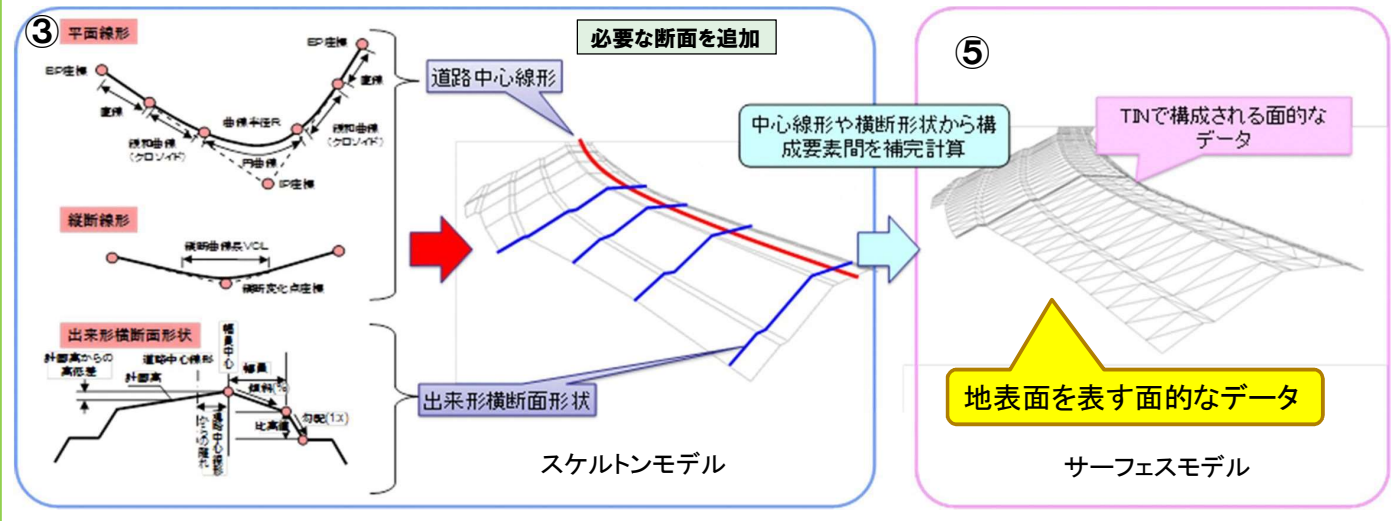 ③
平面線形
EP座標
EP座標
直線
直線
緩和曲線
(クロソイド)
曲線半径R
円曲線
緩和曲線
(クロソイド)
IP座標
縦断線形
縦断曲線長VCL
縦断変化点座標
出来形横断面形状
計画高からの
高低差
計画高
道路中心線形
幅員中心
幅員
傾斜(%)
勾配(1:x)
比高値
道路中心線形
からの離れ
必要な断面を追加
道路中心線形
出来形横断面形状
スケルトンモデル
中心線形や横断形状から構
成要素間を補完計算
⑤
TINで構成される面的な
データ
地表面を表す面的なデータ
サーフェスモデル